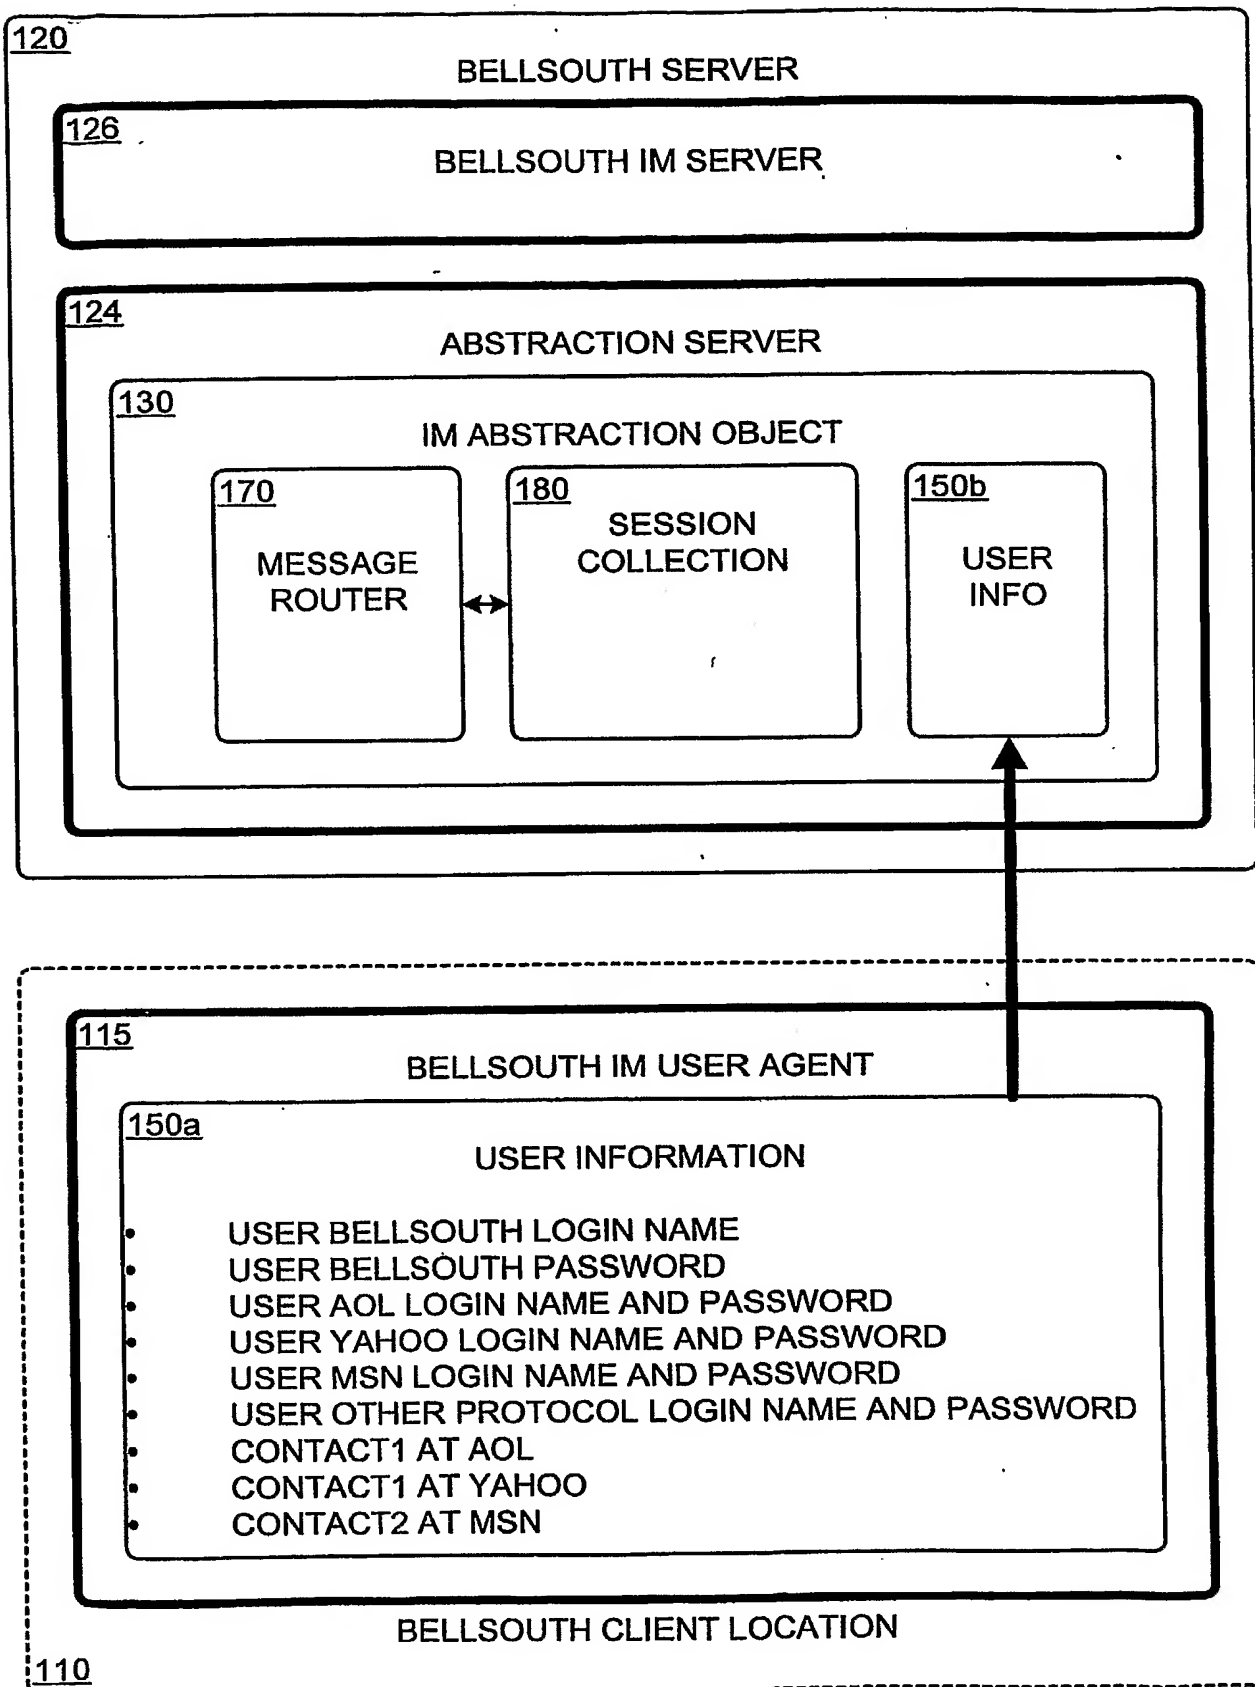 120
BELLSOUTH SERVER
126
BELLSOUTH IM SERVER
124
ABSTRACTION SERVER
130
IM ABSTRACTION OBJECT
170
MESSAGE
ROUTER
180
SESSION
COLLECTION
150b
USER
INFO
115
BELLSOUTH IM USER AGENT
150a
USER INFORMATION
• USER BELLSOUTH LOGIN NAME
• USER BELLSOUTH PASSWORD
• USER AOL LOGIN NAME AND PASSWORD
• USER YAHOO LOGIN NAME AND PASSWORD
• USER MSN LOGIN NAME AND PASSWORD
• USER OTHER PROTOCOL LOGIN NAME AND PASSWORD
• CONTACT1 AT AOL
• CONTACT1 AT YAHOO
• CONTACT2 AT MSN
BELLSOUTH CLIENT LOCATION
110